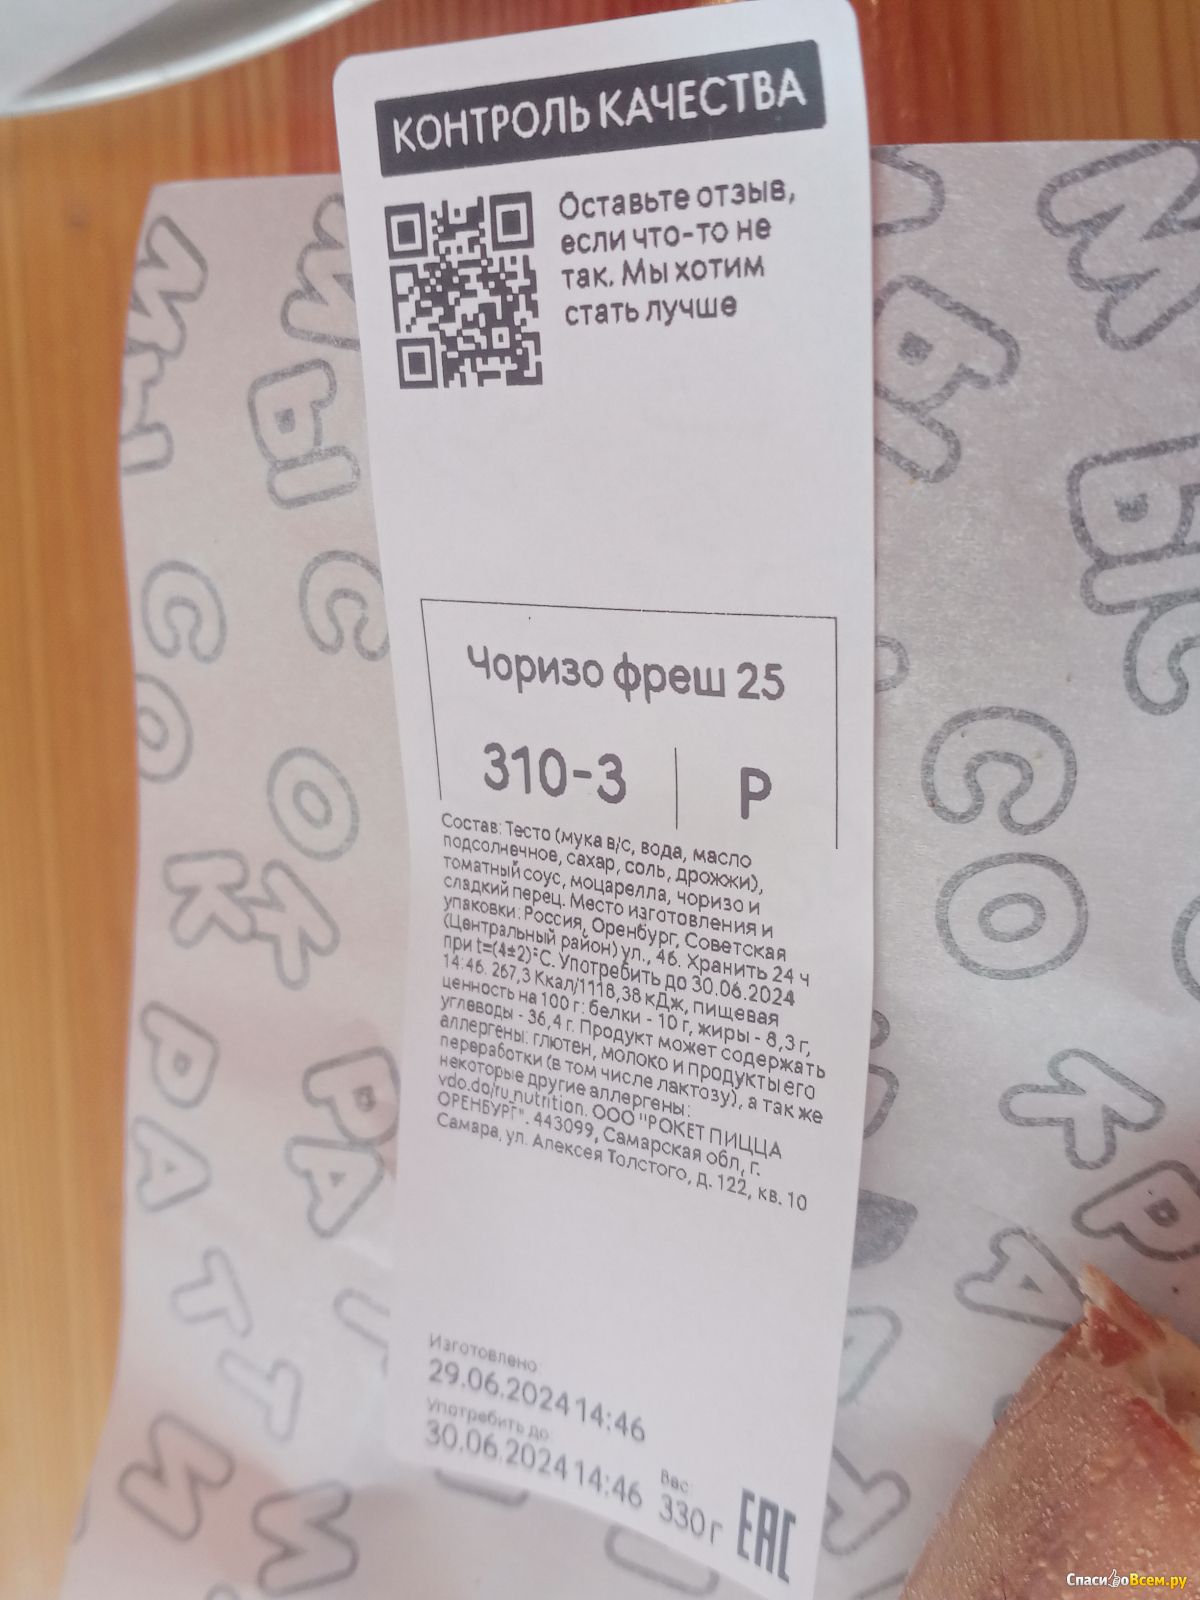 КОНТРОЛЬ КАЧЕСТВА
Оставьте отзыв,
если что-то не
так. Мы хотим
стать лучше
Чоризо фреш 25
310-3 | Р
Состав: Тесто (мука в/с, вода, масло
подсолнечное, сахар, соль, дрожжи),
томатный соус, моцарелла, чоризо и
сладкий перец. Место изготовления и
упаковки: Россия, Оренбург, Советская
(Центральный район) ул., 46. Хранить 24 ч
при t=(4±2)°С. Употребить до 30.06.2024
14:46. 267,3 Ккал/1118,38 кДж, пищевая
ценность на 100 г: белки - 10 г, жиры - 8,3 г,
углеводы - 36,4 г. Продукт может содержать
аллергены: глютен, молоко и продукты его
переработки (в том числе лактозу), а так же
некоторые другие аллергены:
vdo.do/ru_nutrition. ООО "РОКЕТ ПИЦЦА
ОРЕНБУРГ". 443099, Самарская обл, г.
Самара, ул. Алексея Толстого, д. 122, кв. 10
Изготовлено:
29.06.2024 14:46
Употребить до:
30.06.2024 14:46
Вес:
330 г
ЕАС
СпасибоВсем.ру